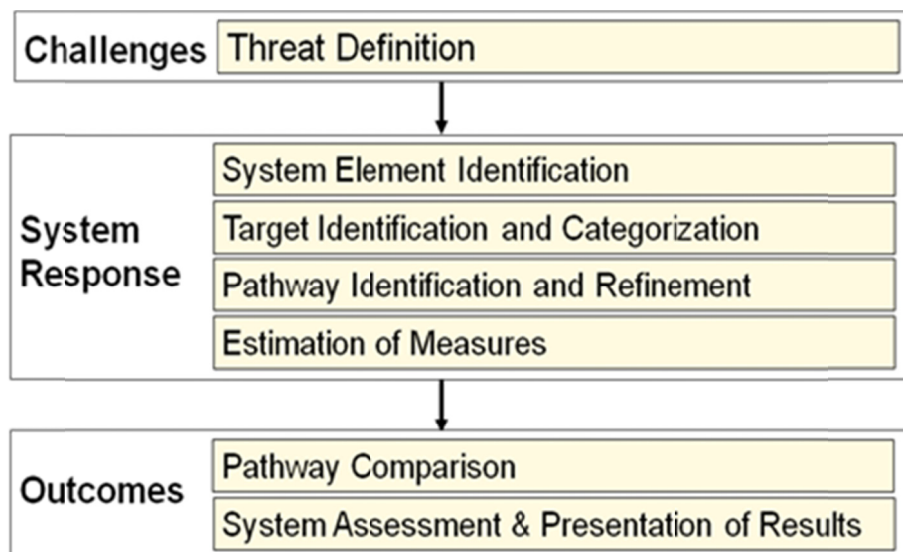 Challenges
Threat Definition
System
Response
System Element Identification
Target Identification and Categorization
Pathway Identification and Refinement
Estimation of Measures
Outcomes
Pathway Comparison
System Assessment & Presentation of Results